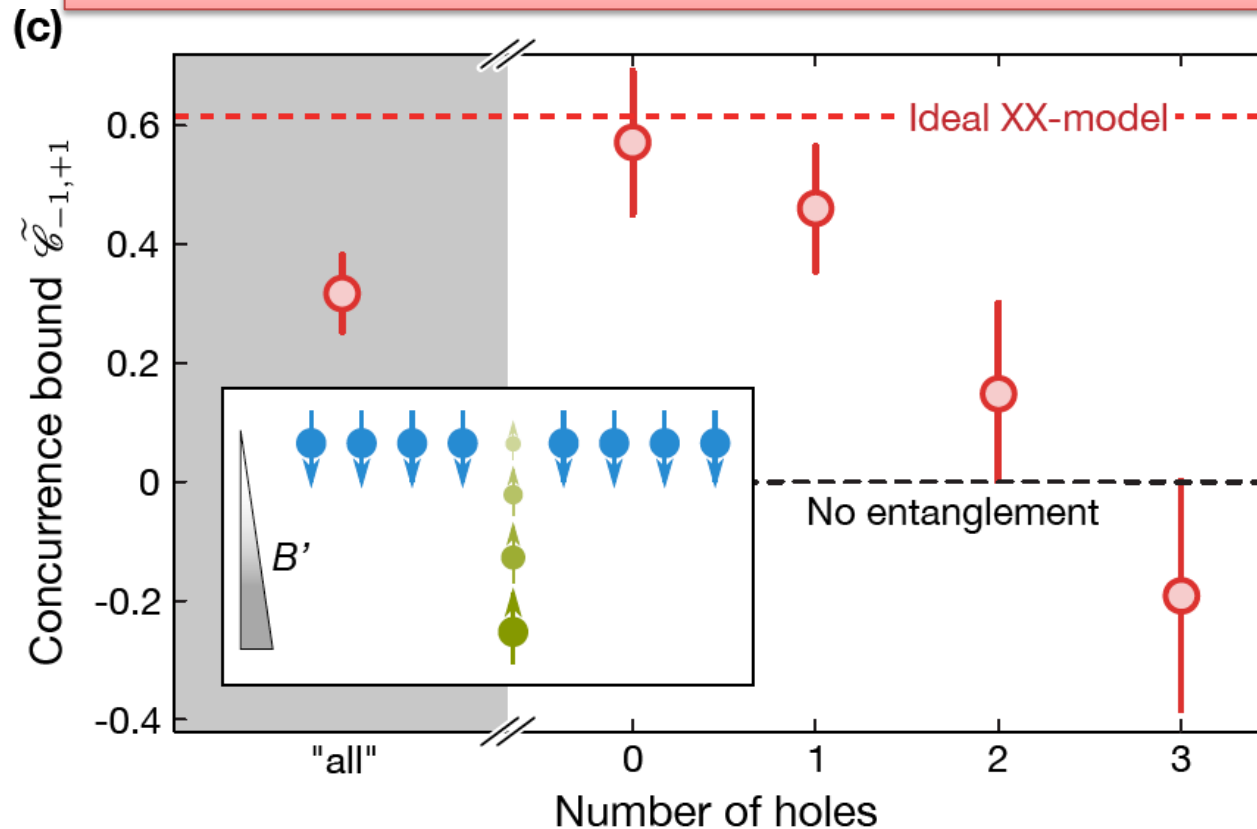 (c)
Concurrence bound 𝒞̃₋₁,₊₁
0.6
0.4
0.2
0
-0.2
-0.4
Ideal XX-model
No entanglement
B'
"all"
0
1
2
3
Number of holes